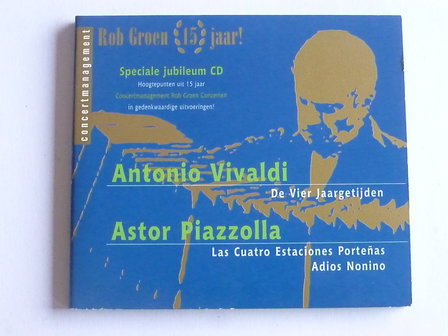 concertmanagement
Rob Groen 15 jaar!
Speciale jubileum CD
Hoogtepunten uit 15 jaar
Concertmanagement Rob Groen Concerten
in gedenkwaardige uitvoeringen!
Antonio Vivaldi
De Vier Jaargetijden
Astor Piazzolla
Las Cuatro Estaciones Porteñas
Adios Nonino